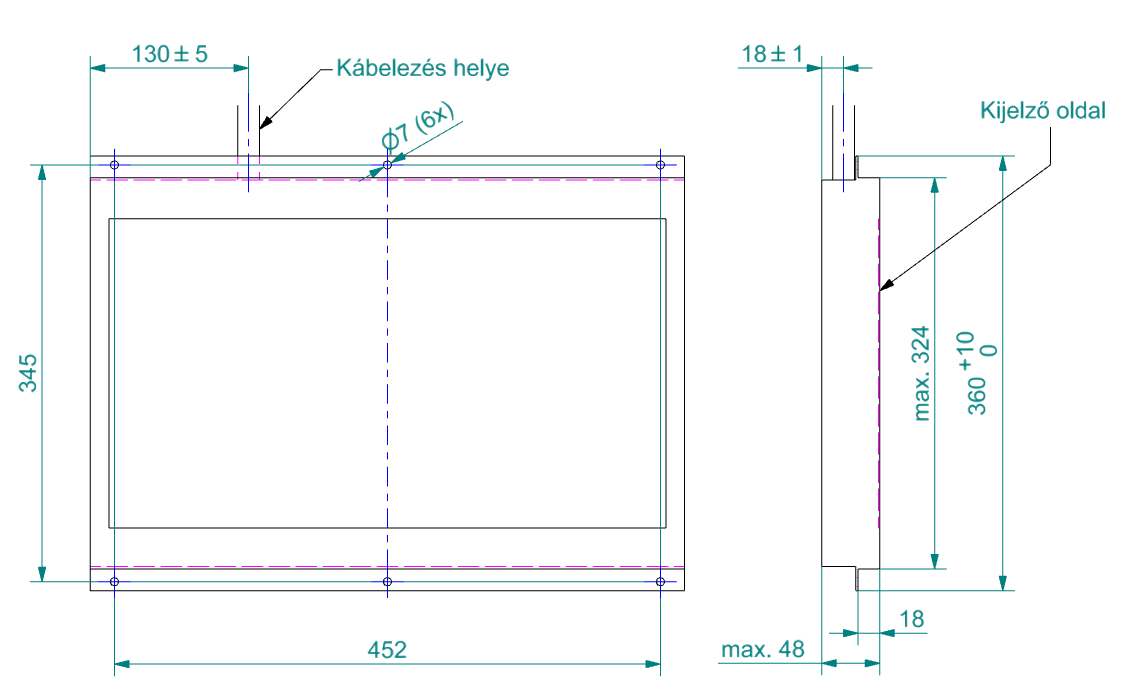 130 ± 5
Kábelezés helye
Ø7 (6x)
345
452
18 ± 1
Kijelző oldal
max. 324
360 +10
0
18
max. 48